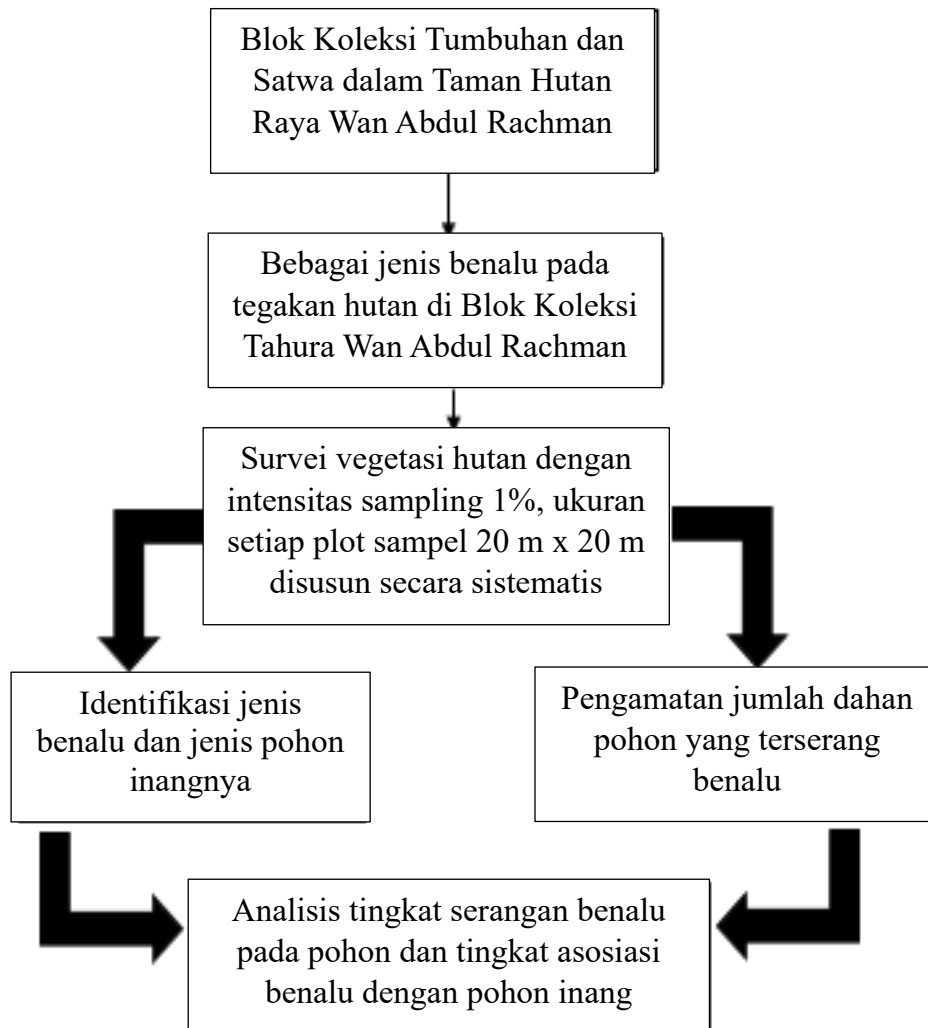 Blok Koleksi Tumbuhan dan
Satwa dalam Taman Hutan
Raya Wan Abdul Rachman
Bebagai jenis benalu pada
tegakan hutan di Blok Koleksi
Tahura Wan Abdul Rachman
Survei vegetasi hutan dengan
intensitas sampling 1%, ukuran
setiap plot sampel 20 m x 20 m
disusun secara sistematis
Identifikasi jenis
benalu dan jenis pohon
inangnya
Pengamatan jumlah dahan
pohon yang terserang
benalu
Analisis tingkat serangan benalu
pada pohon dan tingkat asosiasi
benalu dengan pohon inang